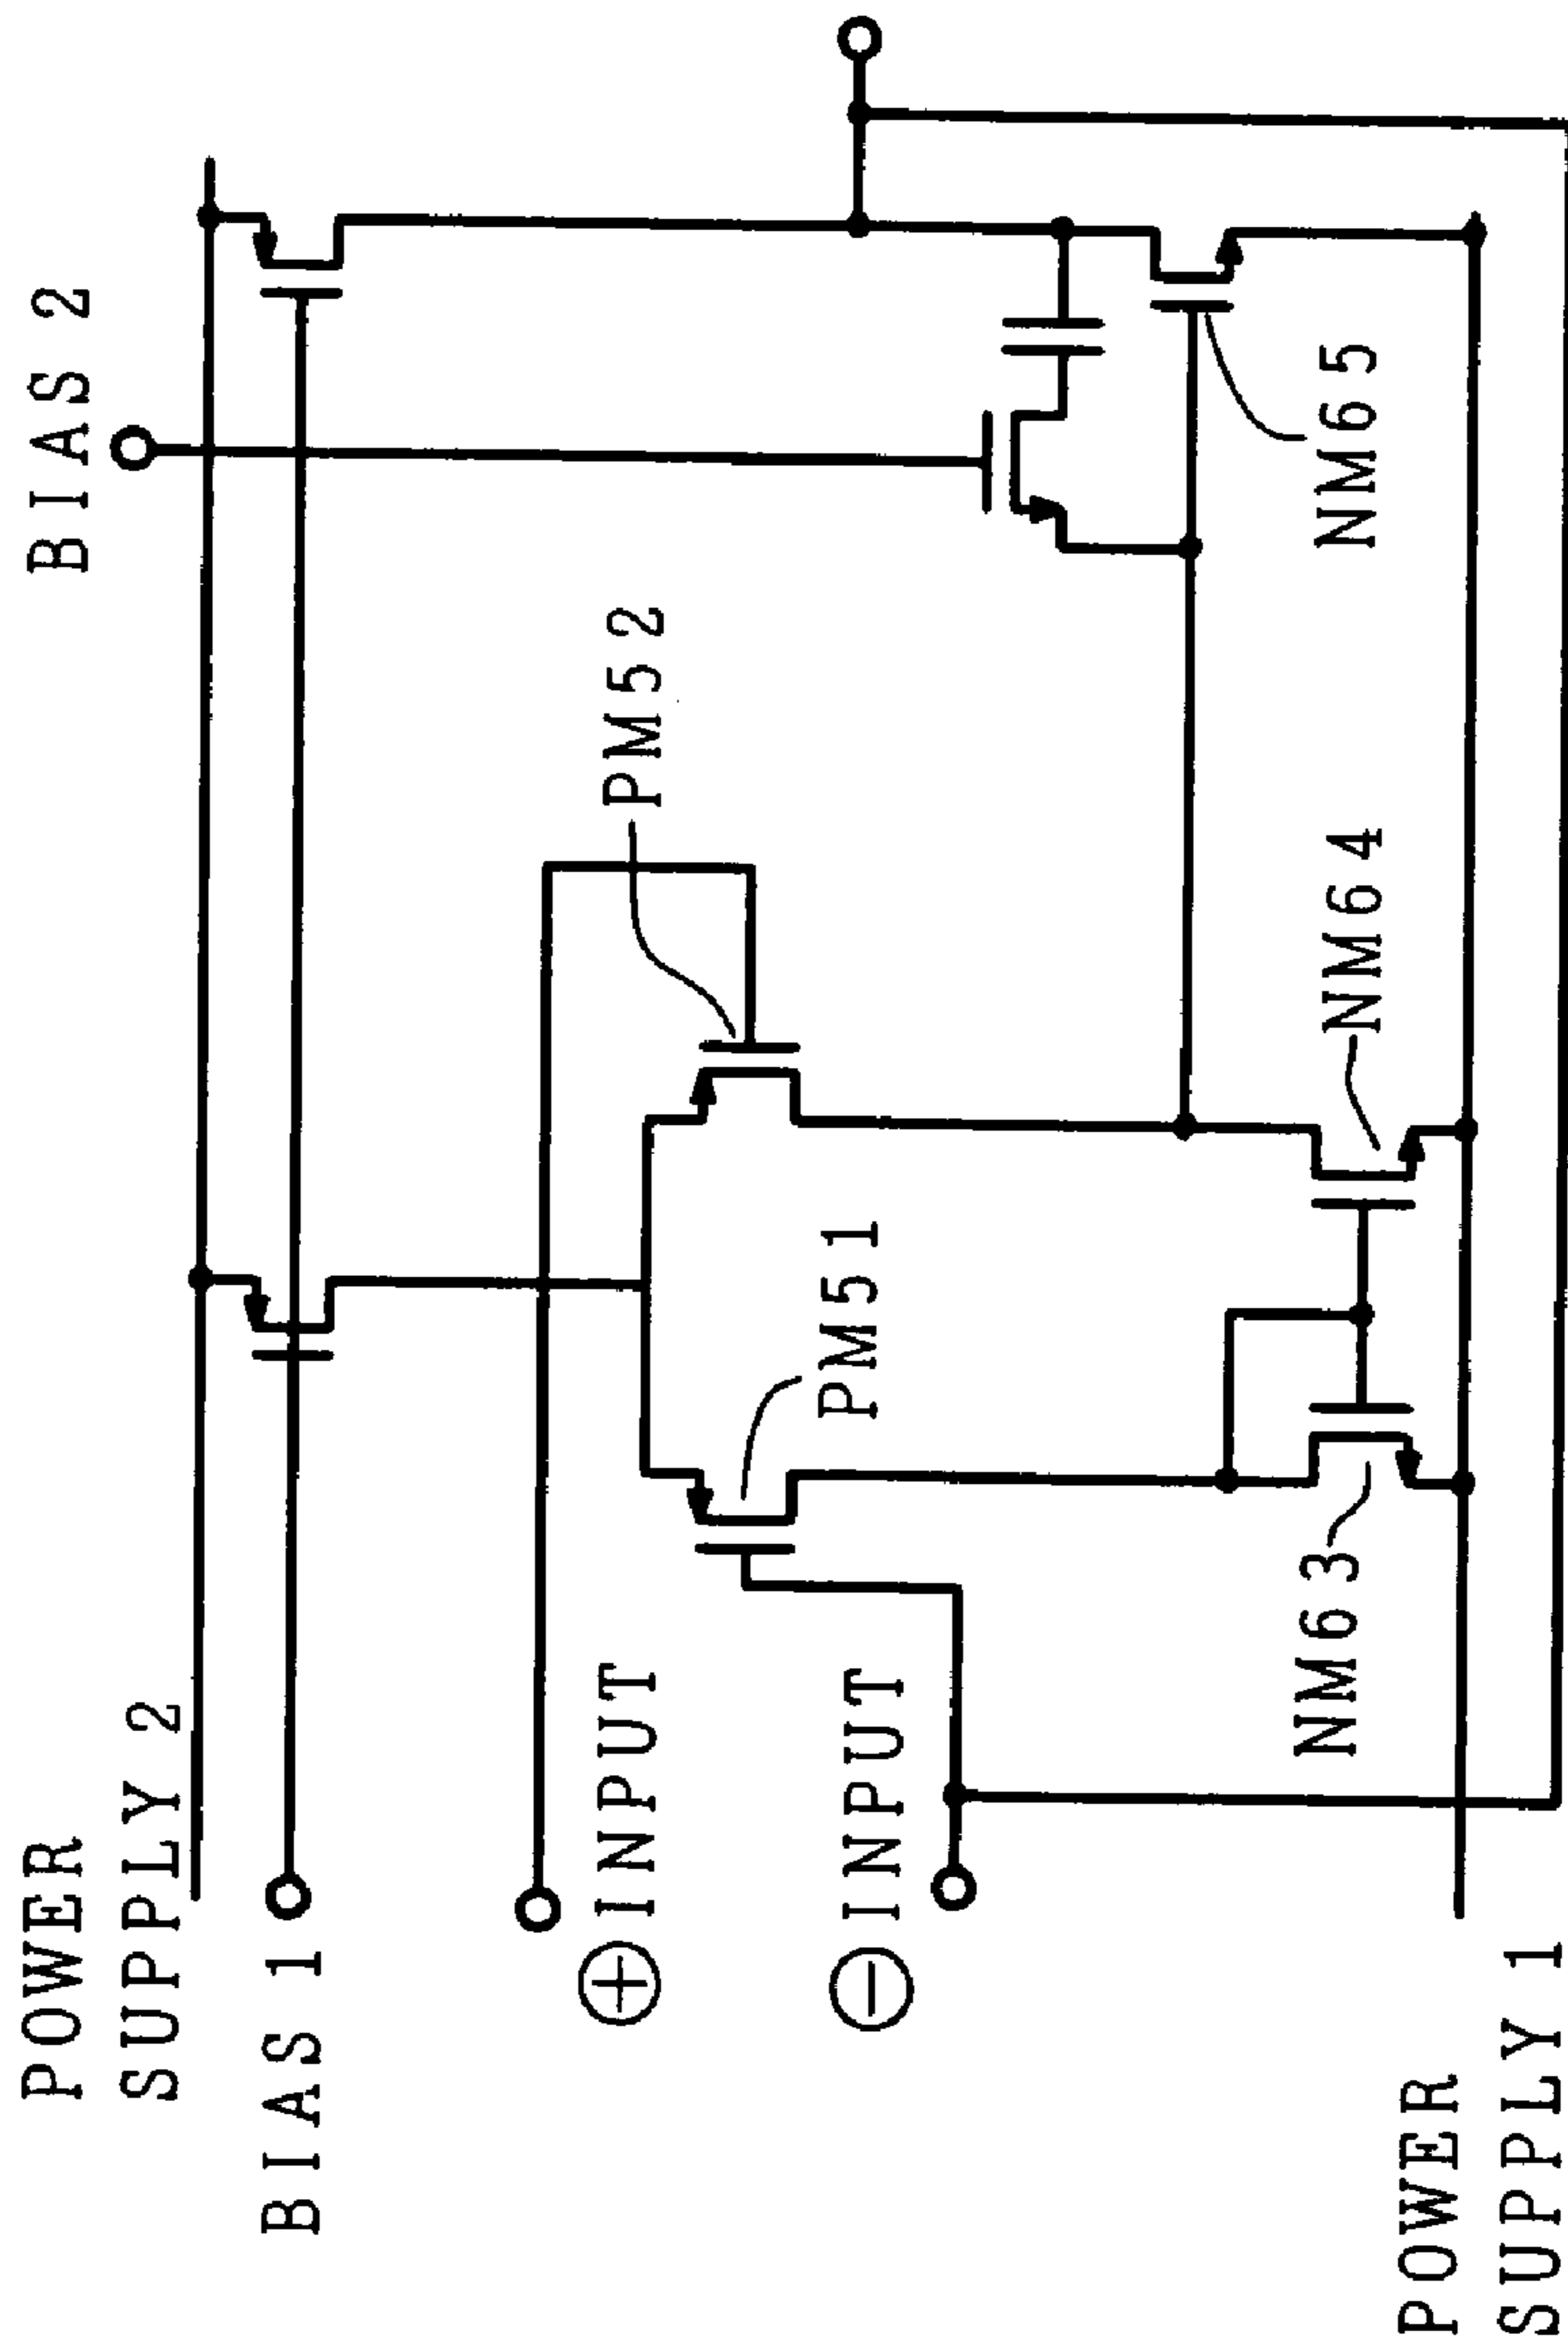 POWER
SUPPLY 2
BIAS 1
⊕ INPUT
⊖ INPUT
POWER
SUPPLY 1
BIAS 2
PM52
PM51
NM63
NM64
NM65